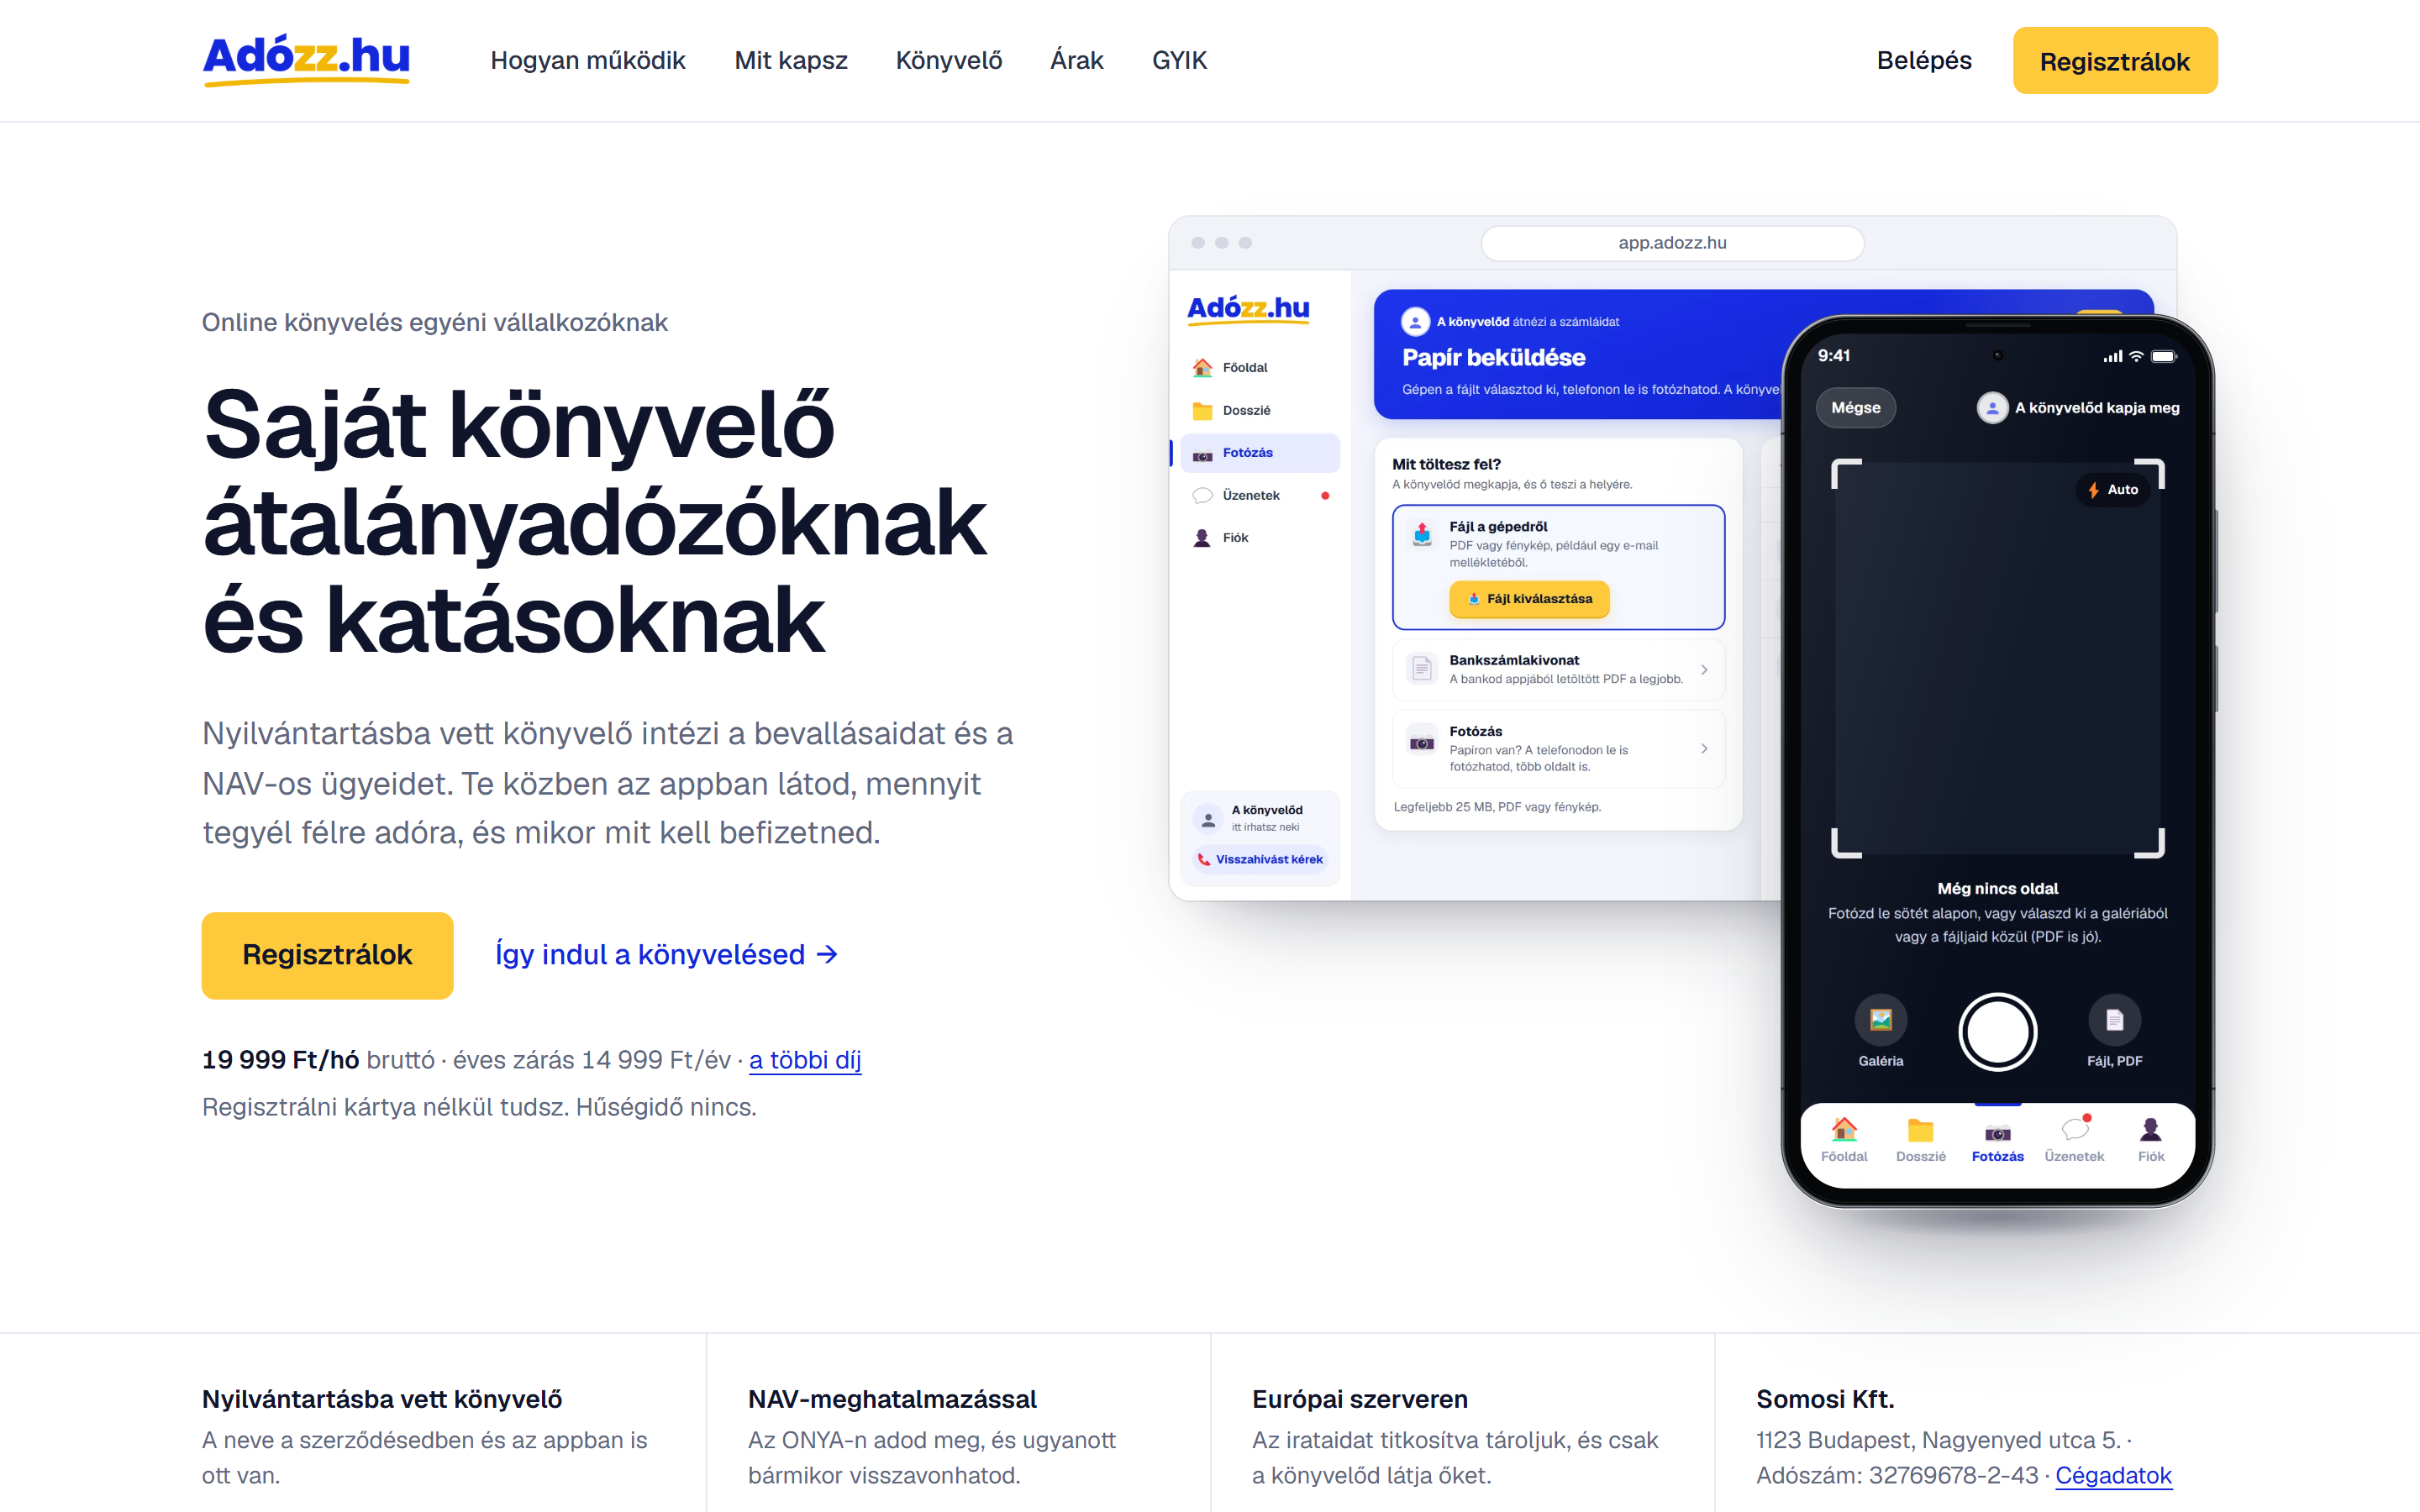 Adózz.hu
Hogyan működik
Mit kapsz
Könyvelő
Árak
GYIK
Belépés
Regisztrálok
Online könyvelés egyéni vállalkozóknak
Saját könyvelő
átalányadózóknak
és katásoknak
Nyilvántartásba vett könyvelő intézi a bevallásaidat és a
NAV-os ügyeidet. Te közben az appban látod, mennyit
tegyél félre adóra, és mikor mit kell befizetned.
Regisztrálok
Így indul a könyvelésed →
19 999 Ft/hó bruttó · éves zárás 14 999 Ft/év · a többi díj
Regisztrálni kártya nélkül tudsz. Hűségidő nincs.
app.adozz.hu
Adózz.hu
Főoldal
Dosszié
Fotózás
Üzenetek
Fiók
A könyvelőd
itt írhatsz neki
Visszahívást kérek
A könyvelőd átnézi a számláidat
Papír beküldése
Gépen a fájlt választod ki, telefonon le is fotózhatod. A
Mit töltesz fel?
A könyvelőd megkapja, és ő teszi a helyére.
Fájl a gépedről
PDF vagy fénykép, például egy e-mail
mellékletéből.
Fájl kiválasztása
Bankszámlakivonat
A bankod appjából letöltött PDF a legjobb.
Fotózás
Papíron van? A telefonodon le is
fotózhatod, több oldalt is.
Legfeljebb 25 MB, PDF vagy fénykép.
9:41
Mégse
A könyvelőd kapja meg
Auto
Még nincs oldal
Fotózd le sötét alapon, vagy válaszd ki a galériából
vagy a fájljaid közül (PDF is jó).
Galéria
Fájl, PDF
Főoldal
Dosszié
Fotózás
Üzenetek
Fiók
Nyilvántartásba vett könyvelő
A neve a szerződésedben és az appban is
ott van.
NAV-meghatalmazással
Az ONYA-n adod meg, és ugyanott
bármikor visszavonhatod.
Európai szerveren
Az irataidat titkosítva tároljuk, és csak
a könyvelőd látja őket.
Somosi Kft.
1123 Budapest, Nagyenyed utca 5. ·
Adószám: 32769678-2-43 · Cégadatok